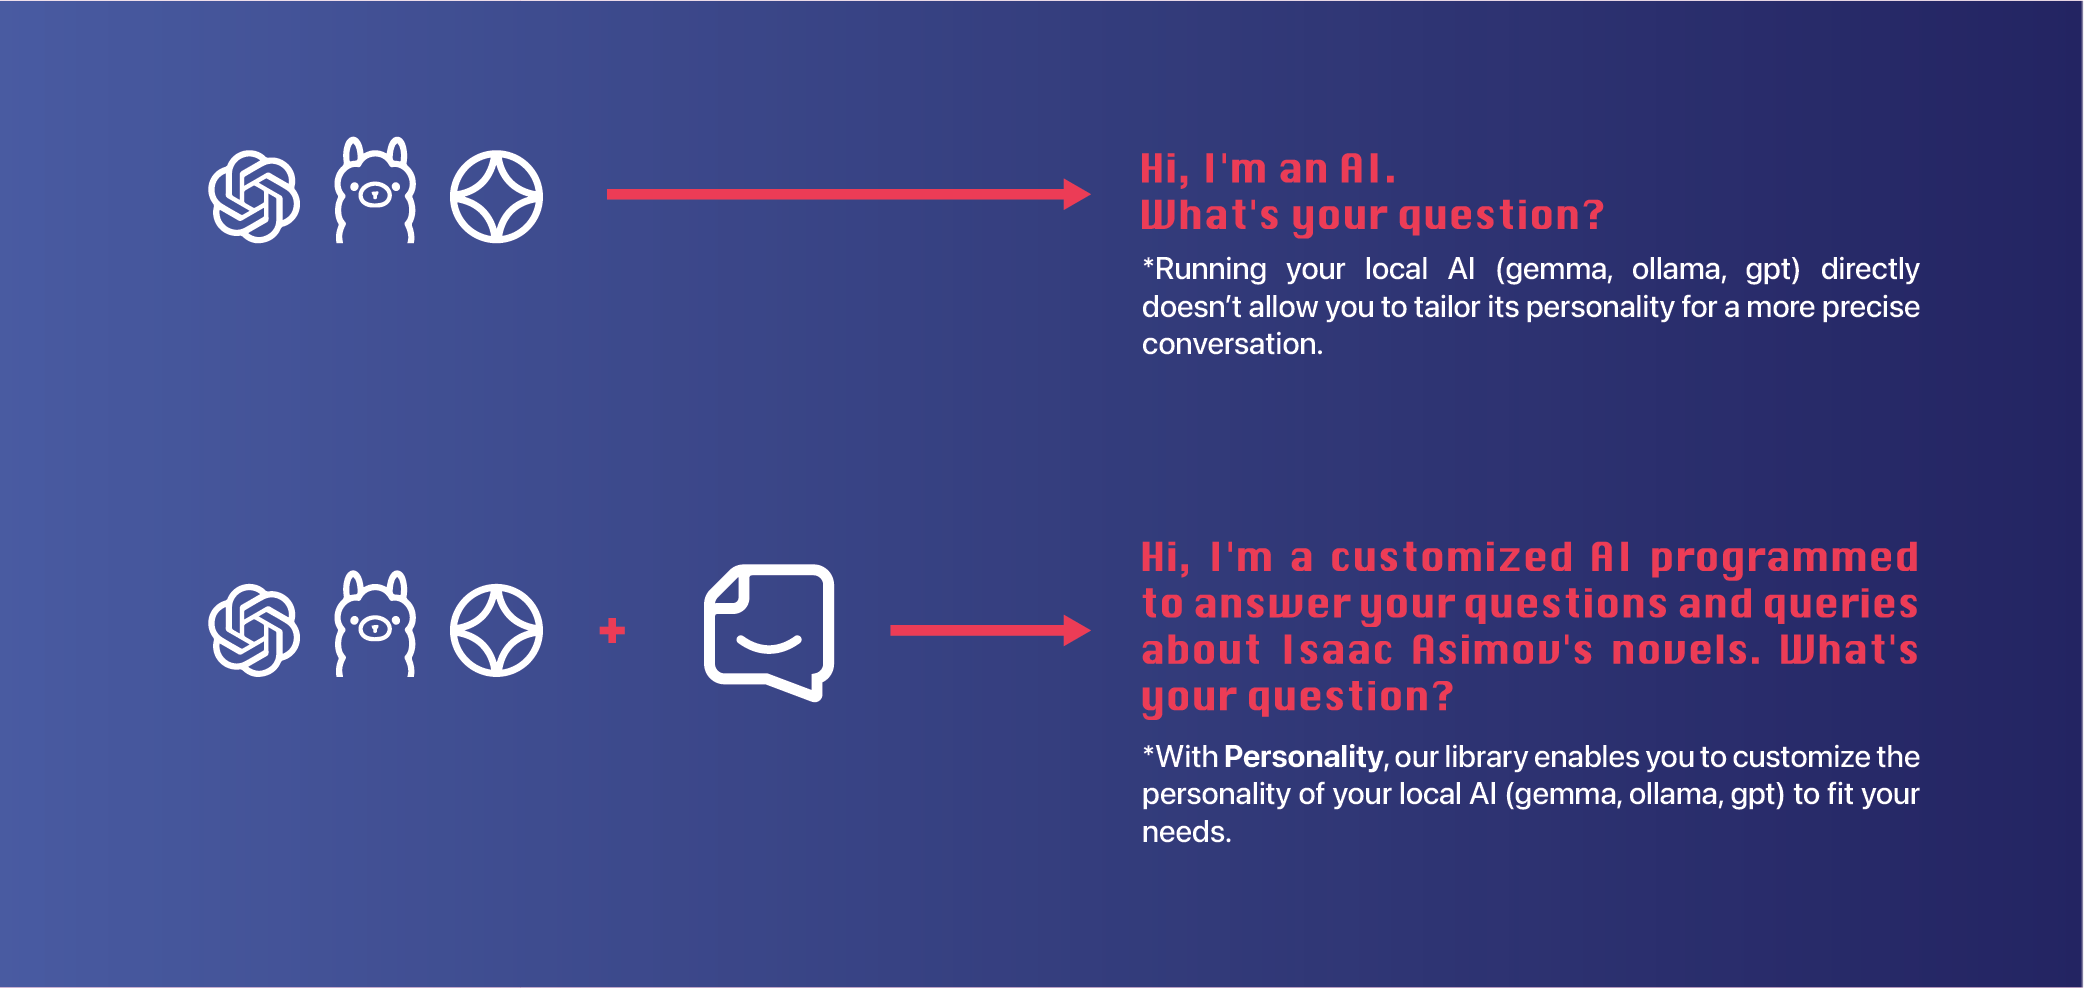 Hi, I'm an AI.
What's your question?
*Running your local AI (gemma, ollama, gpt) directly
doesn’t allow you to tailor its personality for a more precise
conversation.
Hi, I'm a customized AI programmed
to answer your questions and queries
about Isaac Asimov's novels. What's
your question?
*With Personality, our library enables you to customize the
personality of your local AI (gemma, ollama, gpt) to fit your
needs.